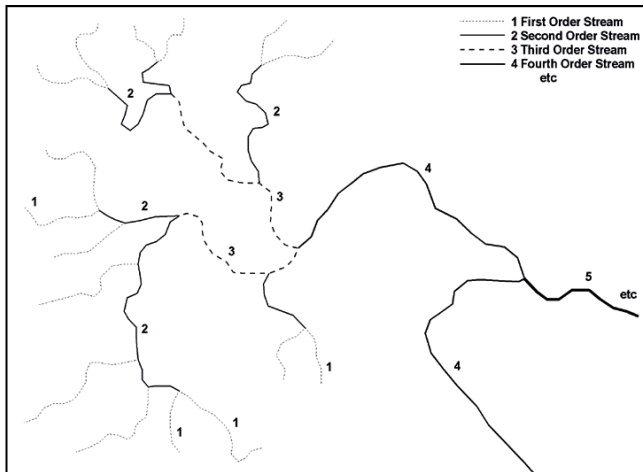 1 First Order Stream
2 Second Order Stream
3 Third Order Stream
4 Fourth Order Stream
etc
2
2
4
1
2
3
3
5
etc
2
4
1
1
1